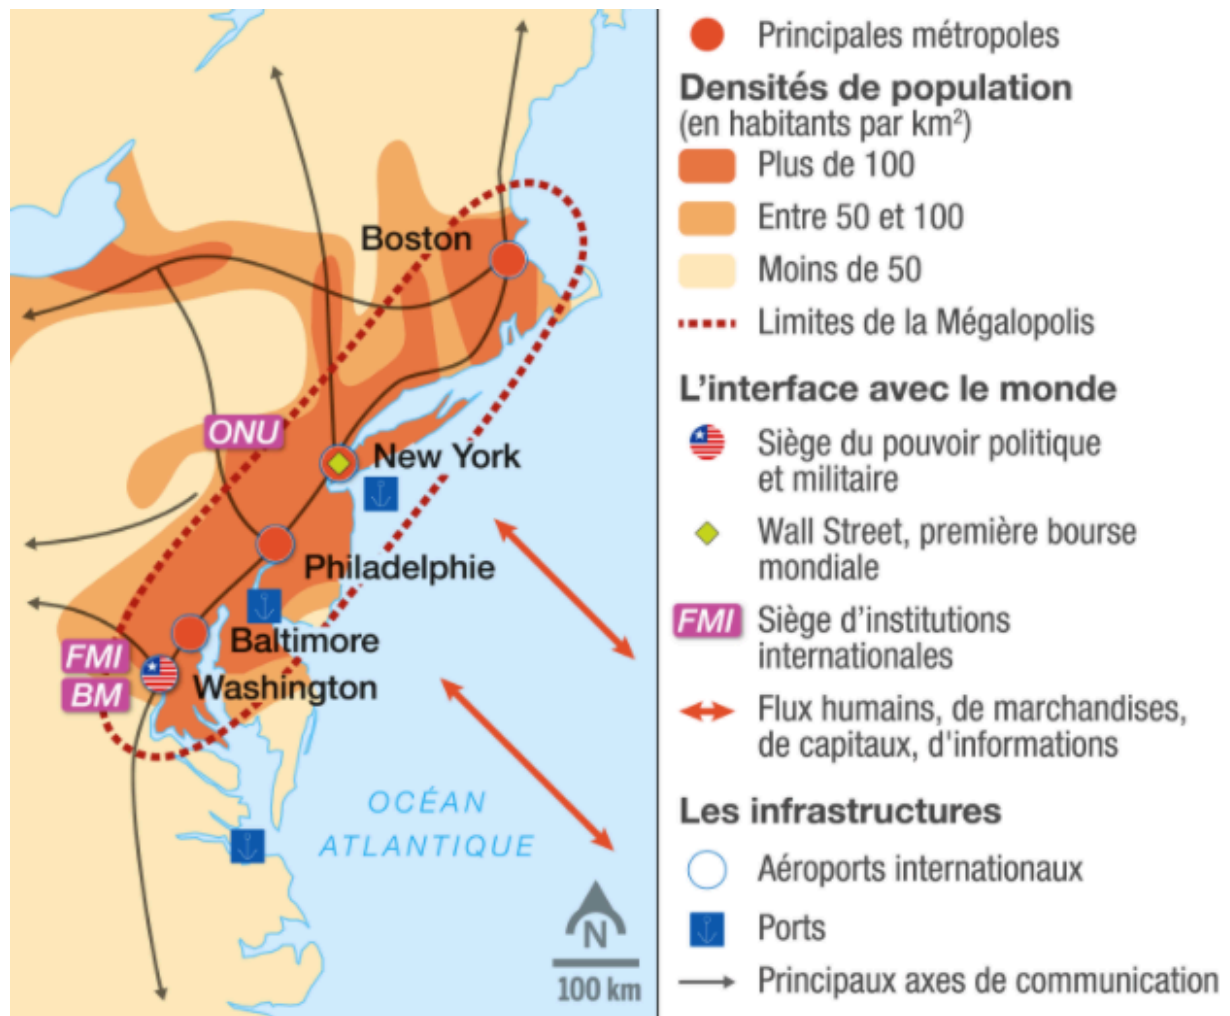 Boston
ONU
New York
Philadelphie
Baltimore
FMI
BM
Washington
OCÉAN
ATLANTIQUE
N
100 km
Principales métropoles
Densités de population
(en habitants par km²)
Plus de 100
Entre 50 et 100
Moins de 50
Limites de la Mégalopolis
L'interface avec le monde
Siège du pouvoir politique
et militaire
Wall Street, première bourse
mondiale
FMI
Siège d'institutions
internationales
Flux humains, de marchandises,
de capitaux, d'informations
Les infrastructures
Aéroports internationaux
Ports
Principaux axes de communication